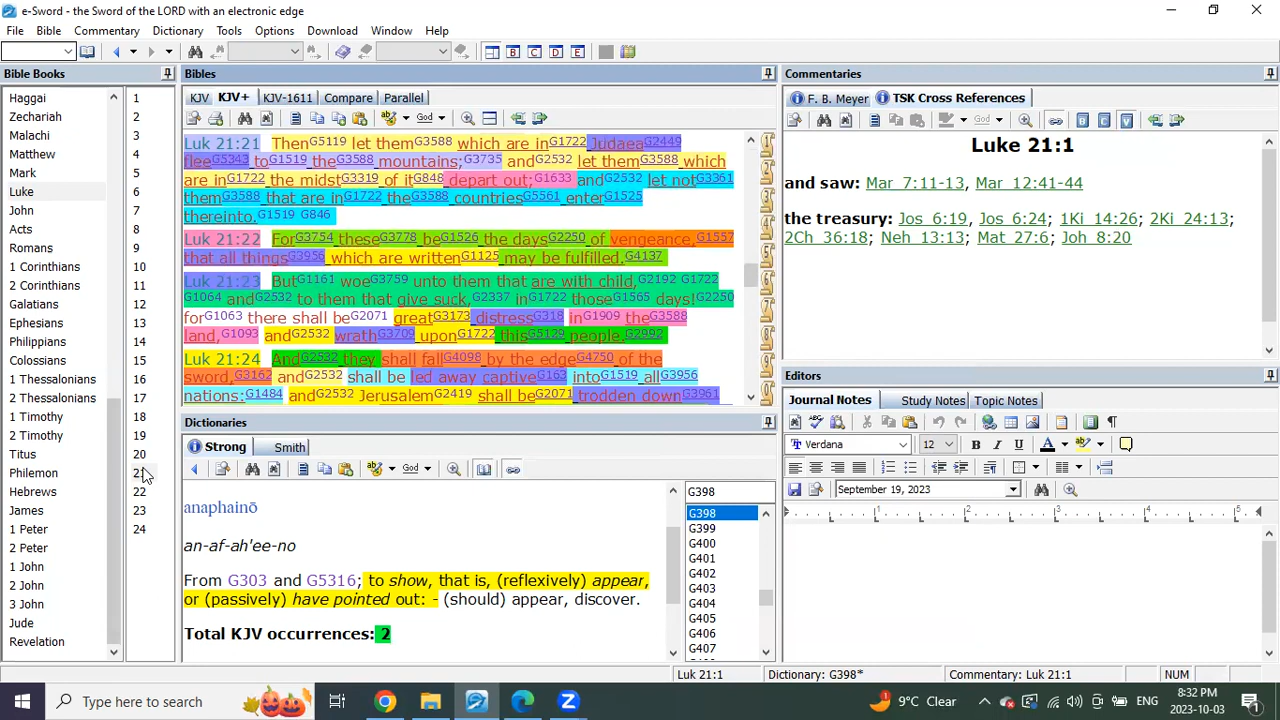 e-Sword - the Sword of the LORD with an electronic edge
File Bible Commentary Dictionary Tools Options Download Window Help
Bible Books
Haggai
Zechariah
Malachi
Matthew
Mark
Luke
John
Acts
Romans
1 Corinthians
2 Corinthians
Galatians
Ephesians
Philippians
Colossians
1 Thessalonians
2 Thessalonians
1 Timothy
2 Timothy
Titus
Philemon
Hebrews
James
1 Peter
2 Peter
1 John
2 John
3 John
Jude
Revelation
1
2
3
4
5
6
7
8
9
10
11
12
13
14
15
16
17
18
19
20
21
22
23
24
Bibles
KJV KJV+ KJV-1611 Compare Parallel
Luk 21:21 Then G5119 let them G3588 which are in G1722 Judaea G2449
flee G5343 to G1519 the G3588 mountains; G3735 and G2532 let them G3588 which
are in G1722 the midst G3319 of it G848 depart out; G1633 and G2532 let not G3361
them G3588 that are in G1722 the G3588 countries G5561 enter G1525
thereinto. G1519 G846
Luk 21:22 For G3754 these G3778 be G1526 the days G2250 of vengeance, G1557
that all things G3956 which are written G1125 may be fulfilled. G4137
Luk 21:23 But G1161 woe G3759 unto them that are with child, G2192 G1722
G1064 and G2532 to them that give suck, G2337 in G1722 those G1565 days! G2250
for G1063 there shall be G2071 great G3173 distress G318 in G1909 the G3588
land, G1093 and G2532 wrath G3709 upon G1722 this G5129 people. G2992
Luk 21:24 And G2532 they shall fall G4098 by the edge G4750 of the
sword, G3162 and G2532 shall be led away captive G163 into G1519 all G3956
nations: G1484 and G2532 Jerusalem G2419 shall be G2071 trodden down G3961
1
2
3
4
5
6
7
8
9
Dictionaries
Strong Smith
God
anaphainō
an-af-ah'ee-no
From G303 and G5316; to show, that is, (reflexively) appear,
or (passively) have pointed out: - (should) appear, discover.
Total KJV occurrences: 2
G398
G398
G399
G400
G401
G402
G403
G404
G405
G406
G407
Commentaries
F. B. Meyer TSK Cross References
Luke 21:1
and saw: Mar 7:11-13, Mar 12:41-44
the treasury: Jos 6:19, Jos 6:24; 1Ki 14:26; 2Ki 24:13;
2Ch 36:18; Neh 13:13; Mat 27:6; Joh 8:20
Editors
Journal Notes Study Notes Topic Notes
Verdana 12 B I U A
September 19, 2023
1 2 3 4 5
Luk 21:1 Dictionary: G398* Commentary: Luk 21:1 NUM
Type here to search
9°C Clear ENG
8:32 PM
2023-10-03